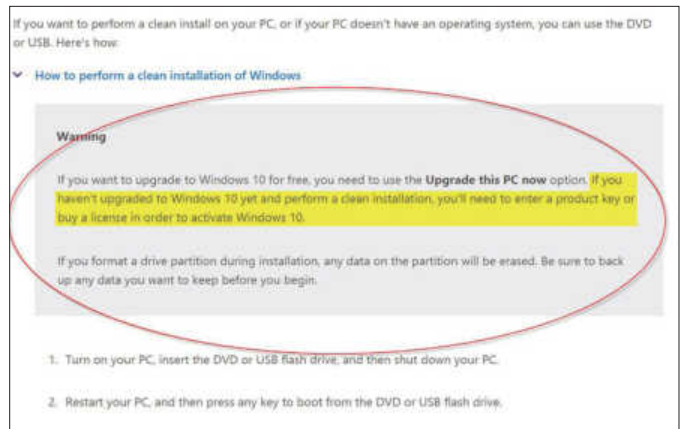 If you want to perform a clean install on your PC, or if your PC doesn't have an operating system, you can use the DVD
or USB. Here's how:
How to perform a clean installation of Windows
Warning
If you want to upgrade to Windows 10 for free, you need to use the Upgrade this PC now option. If you
haven't upgraded to Windows 10 yet and perform a clean installation, you'll need to enter a product key or
buy a license in order to activate Windows 10.
If you format a drive partition during installation, any data on the partition will be erased. Be sure to back
up any data you want to keep before you begin.
1. Turn on your PC, insert the DVD or USB flash drive, and then shut down your PC.
2. Restart your PC, and then press any key to boot from the DVD or USB flash drive.